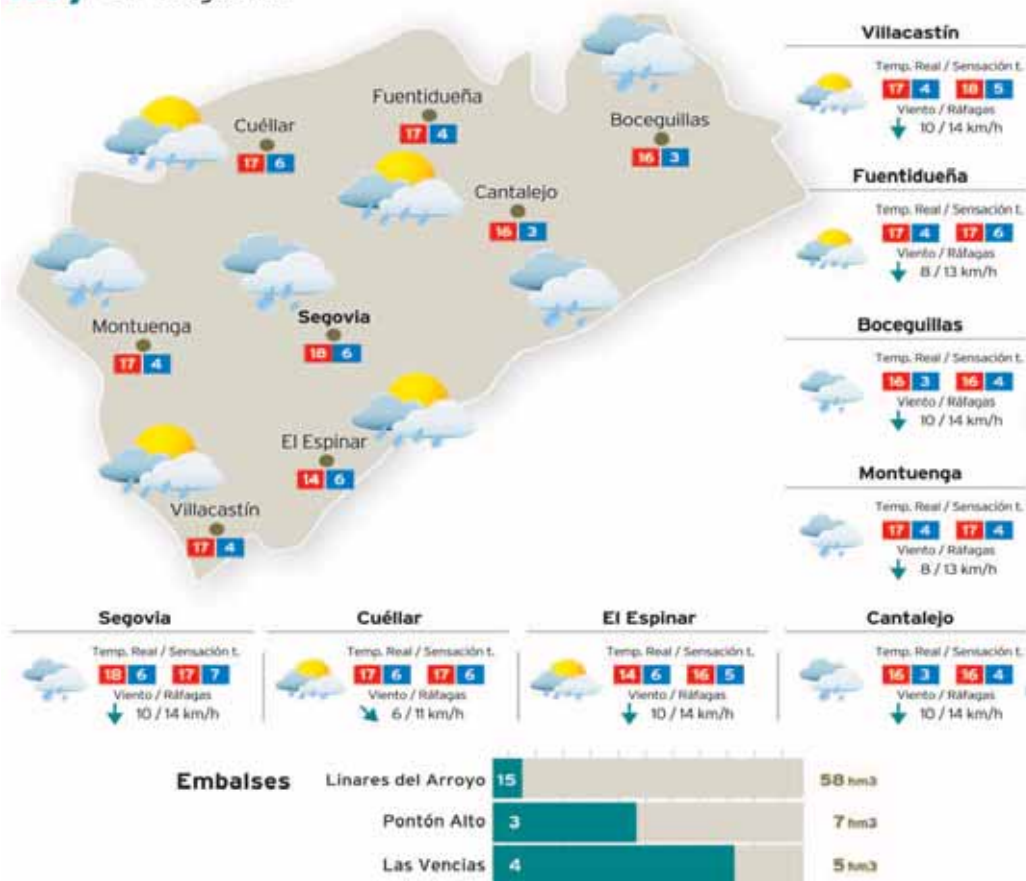 Cuéllar
17 6
Fuentidueña
17 4
Boceguillas
16 3
Cantalejo
16 3
Montuenga
17 4
Segovia
18 6
El Espinar
14 6
Villacastín
17 4
Villacastín
Temp. Real / Sensación t.
17 4 18 5
Viento / Ráfagas
10 / 14 km/h
Fuentidueña
Temp. Real / Sensación t.
17 4 17 6
Viento / Ráfagas
8 / 13 km/h
Boceguillas
Temp. Real / Sensación t.
16 3 16 4
Viento / Ráfagas
10 / 14 km/h
Montuenga
Temp. Real / Sensación t.
17 4 17 4
Viento / Ráfagas
8 / 13 km/h
Segovia
Temp. Real / Sensación t.
18 6 17 7
Viento / Ráfagas
10 / 14 km/h
Cuéllar
Temp. Real / Sensación t.
17 6 17 6
Viento / Ráfagas
6 / 11 km/h
El Espinar
Temp. Real / Sensación t.
14 6 16 5
Viento / Ráfagas
10 / 14 km/h
Cantalejo
Temp. Real / Sensación t.
16 3 16 4
Viento / Ráfagas
10 / 14 km/h
Embalses
Linares del Arroyo 15 58 hm3
Pontón Alto 3 7 hm3
Las Vencias 4 5 hm3